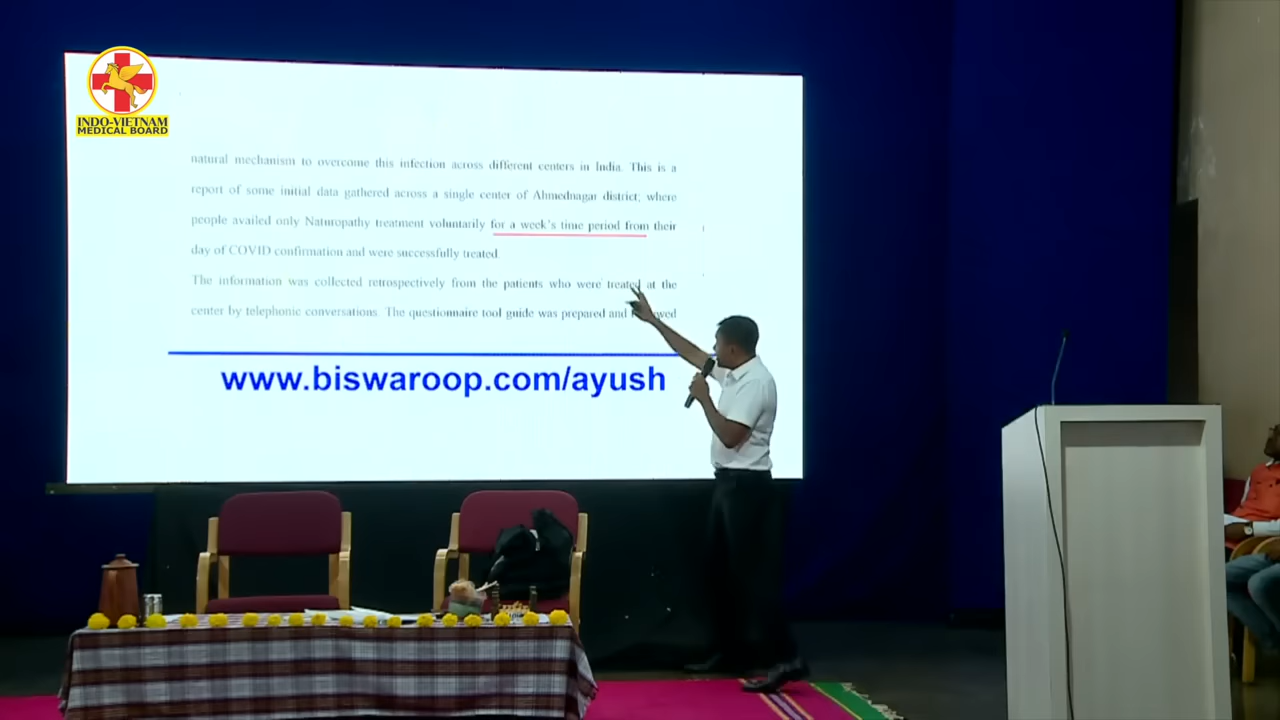 INDO-VIETNAM
MEDICAL BOARD
natural mechanism to overcome this infection across different centers in India. This is a
report of some initial data gathered across a single center of Ahmednagar district; where
people availed only Naturopathy treatment voluntarily for a week's time period from their
day of COVID confirmation and were successfully treated.
The information was collected retrospectively from the patients who were treated at the
center by telephonic conversations. The questionnaire tool guide was prepared and
www.biswaroop.com/ayush